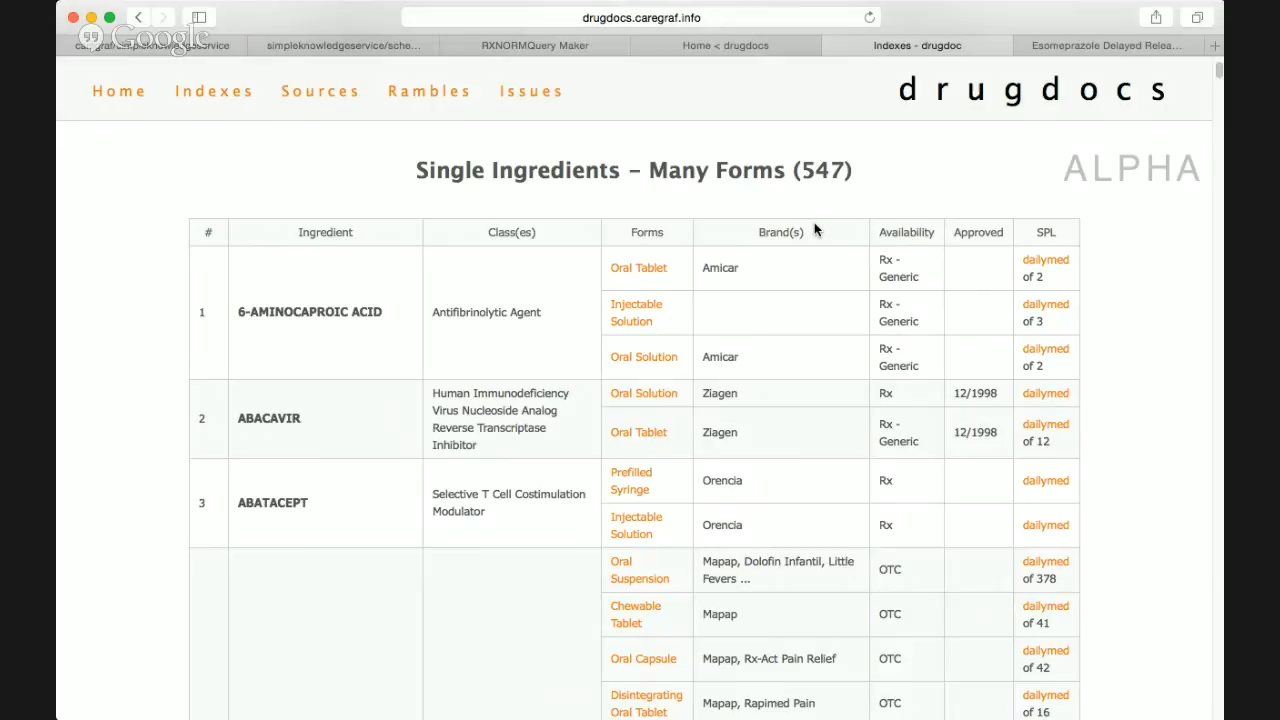 drugdocs.caregraf.info
Google
simpleknowledgeservice/sche...
RXNORMQuery Maker
Home < drugdocs
Indexes - drugdoc
Esomeprazole Delayed Relea...
Home Indexes Sources Rambles Issues
drugdocs
Single Ingredients – Many Forms (547)
ALPHA
# Ingredient Class(es) Forms Brand(s) Availability Approved SPL
1 6-AMINOCAPROIC ACID Antifibrinolytic Agent
Oral Tablet Amicar Rx - Generic dailymed of 2
Injectable Solution Rx - Generic dailymed of 3
Oral Solution Amicar Rx - Generic dailymed of 2
2 ABACAVIR
Human Immunodeficiency
Virus Nucleoside Analog
Reverse Transcriptase
Inhibitor
Oral Solution Ziagen Rx 12/1998 dailymed
Oral Tablet Ziagen Rx - Generic 12/1998 dailymed of 12
3 ABATACEPT
Selective T Cell Costimulation
Modulator
Prefilled Syringe Orencia Rx dailymed
Injectable Solution Orencia Rx dailymed
Oral Suspension Mapap, Dolofin Infantil, Little Fevers ... OTC dailymed of 378
Chewable Tablet Mapap OTC dailymed of 41
Oral Capsule Mapap, Rx-Act Pain Relief OTC dailymed of 42
Disintegrating Oral Tablet Mapap, Rapimed Pain OTC dailymed of 16